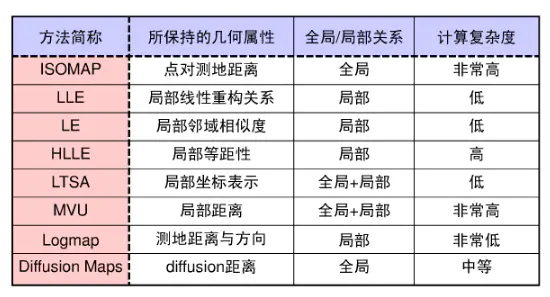 方法简称 所保持的几何属性 全局/局部关系 计算复杂度
ISOMAP 点对测地距离 全局 非常高
LLE 局部线性重构关系 局部 低
LE 局部邻域相似度 局部 低
HLLE 局部等距性 局部 高
LTSA 局部坐标表示 全局+局部 低
MVU 局部距离 全局+局部 非常高
Logmap 测地距离与方向 局部 非常低
Diffusion Maps diffusion距离 全局 中等